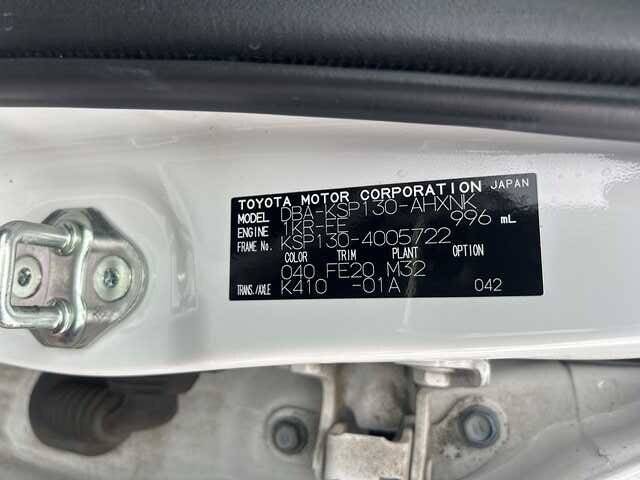 TOYOTA MOTOR CORPORATION JAPAN
MODEL DBA-KSP130-AHXNK
ENGINE 1KR-FE 996 mL
FRAME No. KSP130-4005722
COLOR TRIM PLANT OPTION
040 FE20 M32
TRANS./AXLE K410 -01A 042